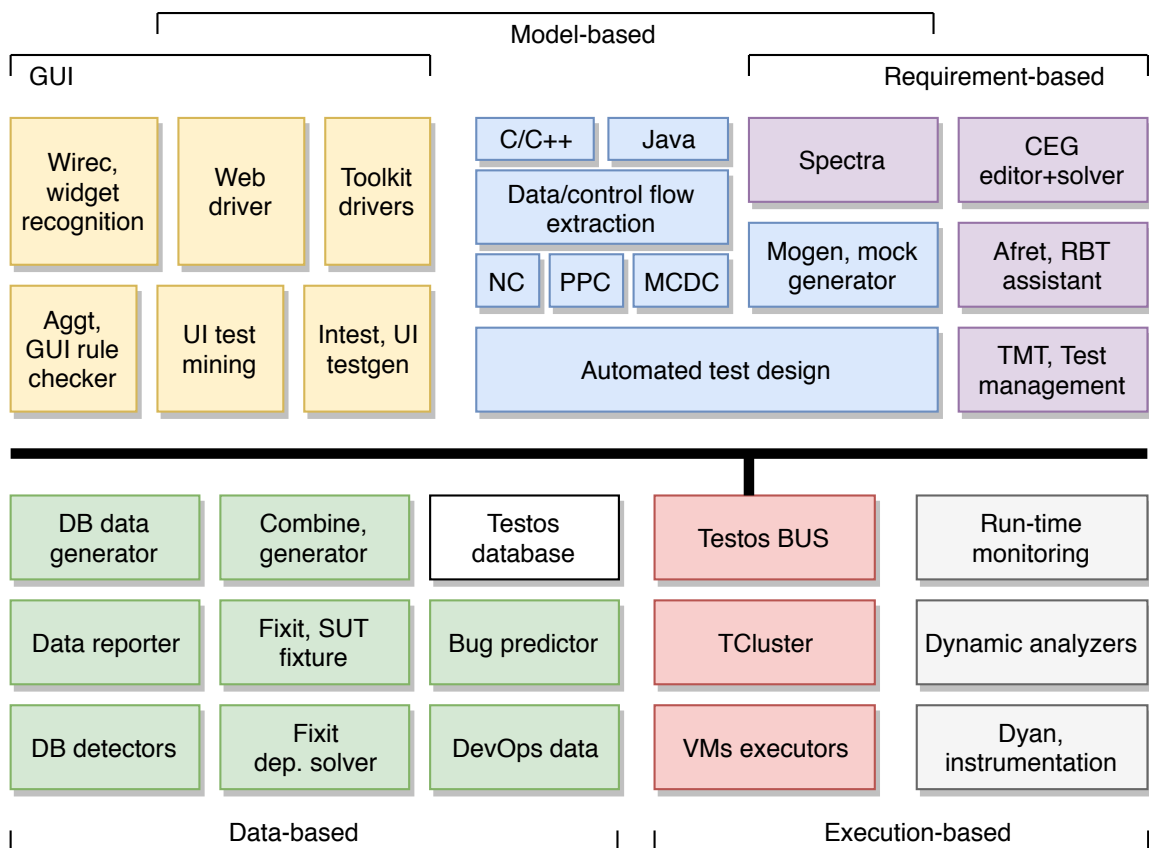 Model-based
GUI
Requirement-based
Wirec,
widget
recognition
Web
driver
Toolkit
drivers
C/C++
Java
Data/control flow
extraction
NC
PPC
MCDC
Spectra
CEG
editor+solver
Mogen, mock
generator
Afret, RBT
assistant
Aggt,
GUI rule
checker
UI test
mining
Intest, UI
testgen
Automated test design
TMT, Test
management
DB data
generator
Combine,
generator
Testos
database
Testos BUS
Run-time
monitoring
Data reporter
Fixit, SUT
fixture
Bug predictor
TCluster
Dynamic analyzers
DB detectors
Fixit
dep. solver
DevOps data
VMs executors
Dyan,
instrumentation
Data-based
Execution-based